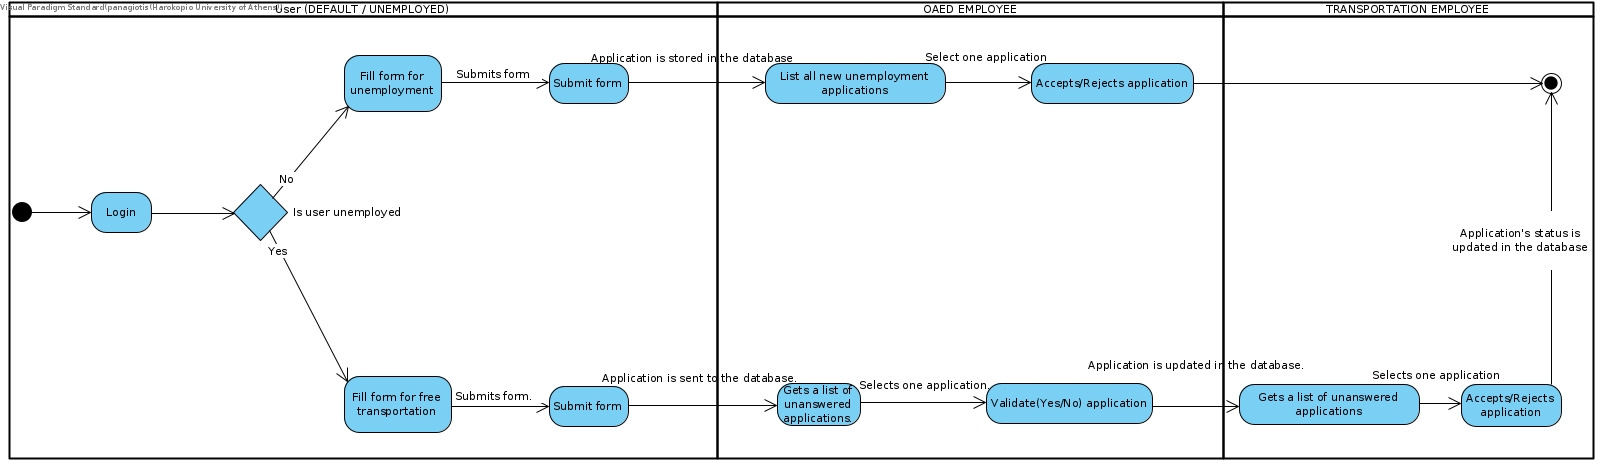 Visual Paradigm Standard(panagiotis(Harokopio University of Athens))
User (DEFAULT / UNEMPLOYED)
OAED EMPLOYEE
TRANSPORTATION EMPLOYEE
Fill form for
unemployment
Submits form
Submit form
Application is stored in the database
List all new unemployment
applications
Select one application
Accepts/Rejects application
No
Login
Is user unemployed
Yes
Application's status is
updated in the database
Fill form for free
transportation
Submits form.
Submit form
Application is sent to the database.
Gets a list of
unanswered
applications.
Selects one application.
Validate(Yes/No) application
Application is updated in the database.
Gets a list of unanswered
applications
Selects one application
Accepts/Rejects
application